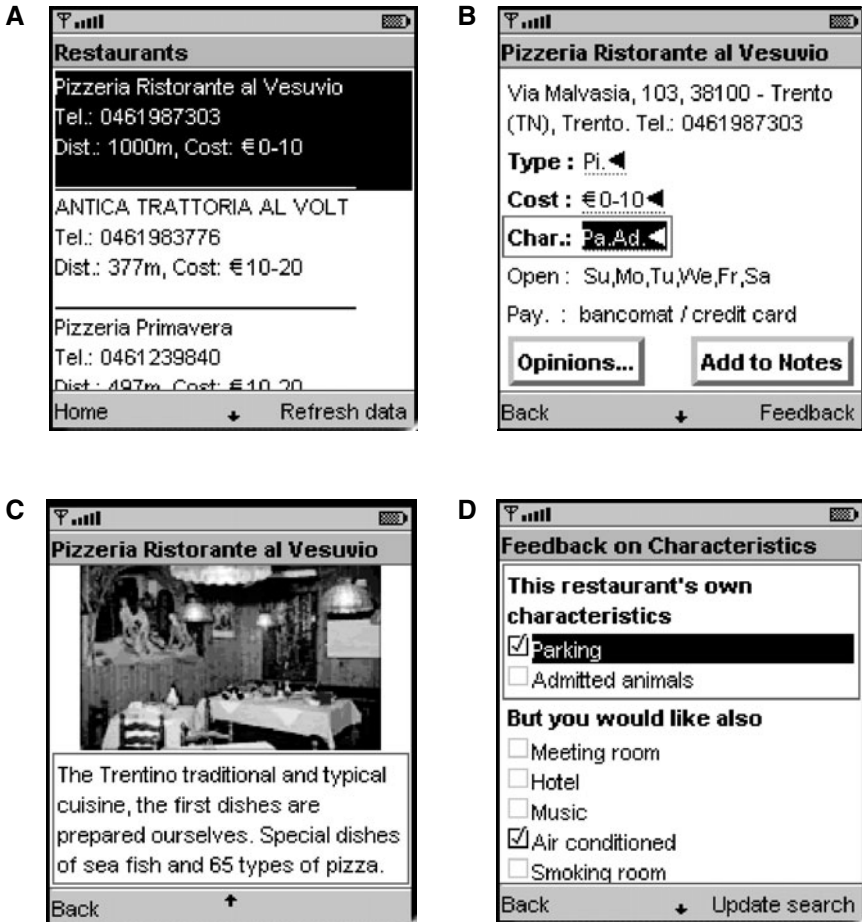 A
Restaurants
Pizzeria Ristorante al Vesuvio
Tel.: 0461987303
Dist.: 1000m, Cost: €0-10
ANTICA TRATTORIA AL VOLT
Tel.: 0461983776
Dist.: 377m, Cost: €10-20
Pizzeria Primavera
Tel.: 0461239840
Dist.: 497m, Cost: €10-20
Home Refresh data
B
Pizzeria Ristorante al Vesuvio
Via Malvasia, 103, 38100 - Trento
(TN), Trento. Tel.: 0461987303
Type : Pi.
Cost : €0-10
Char.: Pa.Ad.
Open : Su,Mo,Tu,We,Fr,Sa
Pay. : bancomat / credit card
Opinions... Add to Notes
Back Feedback
C
Pizzeria Ristorante al Vesuvio
The Trentino traditional and typical
cuisine, the first dishes are
prepared ourselves. Special dishes
of sea fish and 65 types of pizza.
Back
D
Feedback on Characteristics
This restaurant's own
characteristics
Parking
Admitted animals
But you would like also
Meeting room
Hotel
Music
Air conditioned
Smoking room
Back Update search